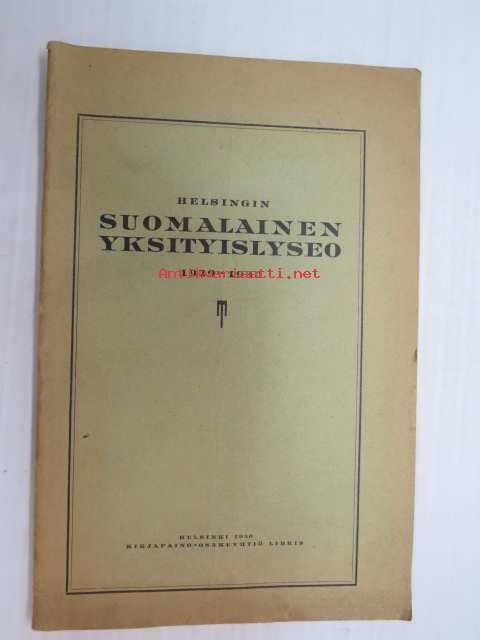 HELSINGIN
SUOMALAINEN
YKSITYISLYSEO
Antikvariaatti.net
HELSINKI 1930
KIRJAPAINO-OSAKEYHTIÖ LIBRIS